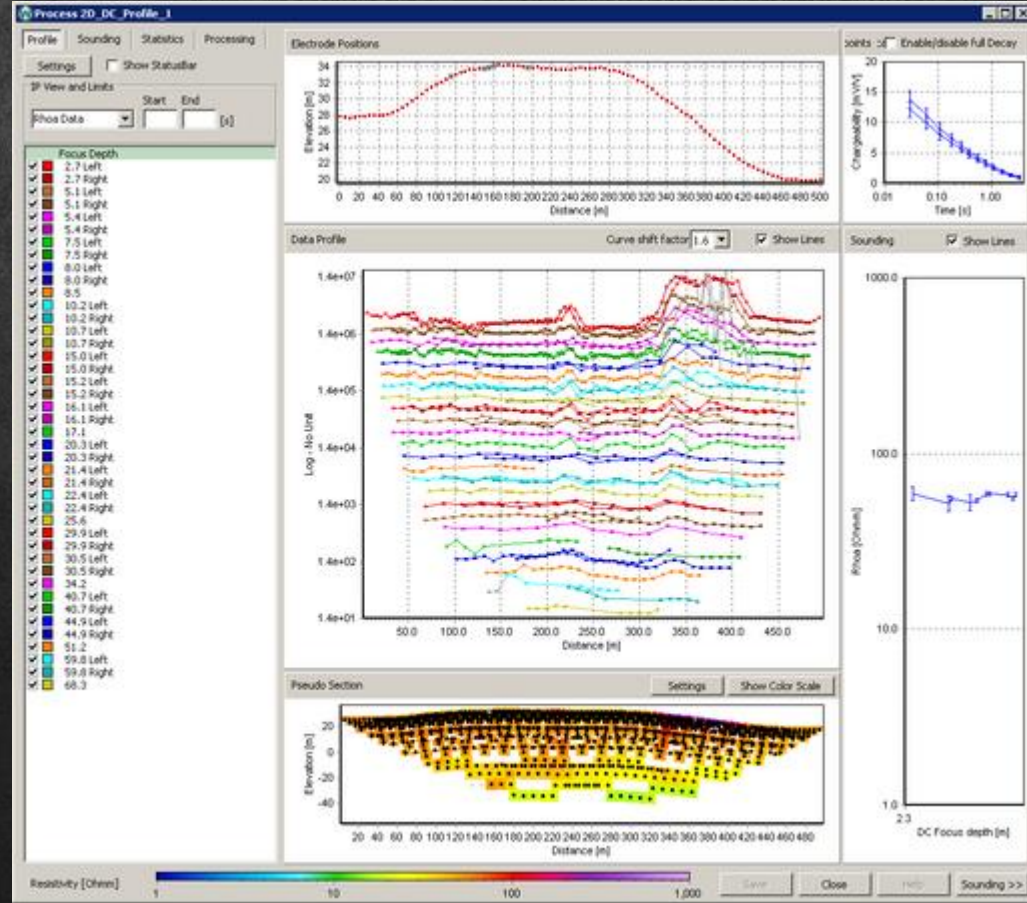 Process 2D_DC_Profile_1
Profile Sounding Statistics Processing
Settings Show StatusBar
IP View and Limits
Start End
Rhoa Data [s]
Focus Depth
2.7 Left
2.7 Right
5.1 Left
5.1 Right
5.4 Left
5.4 Right
7.5 Left
7.5 Right
8.0 Left
8.0 Right
8.5
10.2 Left
10.2 Right
10.7 Left
10.7 Right
15.0 Left
15.0 Right
15.2 Left
15.2 Right
16.1 Left
16.1 Right
17.1
20.3 Left
20.3 Right
21.4 Left
21.4 Right
22.4 Left
22.4 Right
25.6
29.9 Left
29.9 Right
30.5 Left
30.5 Right
34.2
40.7 Left
40.7 Right
44.9 Left
44.9 Right
51.2
59.8 Left
59.8 Right
68.3
Electrode Positions
Elevation [m]
34
32
30
28
26
24
22
20
0 20 40 60 80 100 120 140 160 180 200 220 240 260 280 300 320 340 360 380 400 420 440 460 480 500
Distance [m]
Data Profile Curve shift factor 1.6 Show Lines
Log - No Unit
1.4e+07
1.4e+06
1.4e+05
1.4e+04
1.4e+03
1.4e+02
1.4e+01
50.0 100.0 150.0 200.0 250.0 300.0 350.0 400.0 450.0
Distance [m]
Pseudo Section Settings Show Color Scale
Elevation [m]
20
0
-20
-40
20 40 60 80 100 120 140 160 180 200 220 240 260 280 300 320 340 360 380 400 420 440 460 480
Distance [m]
points Enable/disable Full Decay
Chargeability [mV/V]
20
15
10
5
0
0.01 0.10 1.00
Time [s]
Sounding Show Lines
Rhoa [Ohmm]
1000.0
100.0
10.0
1.0
2.3
DC Focus depth [m]
Resistivity [Ohmm]
1 10 100 1,000
Save Close Help Sounding >>